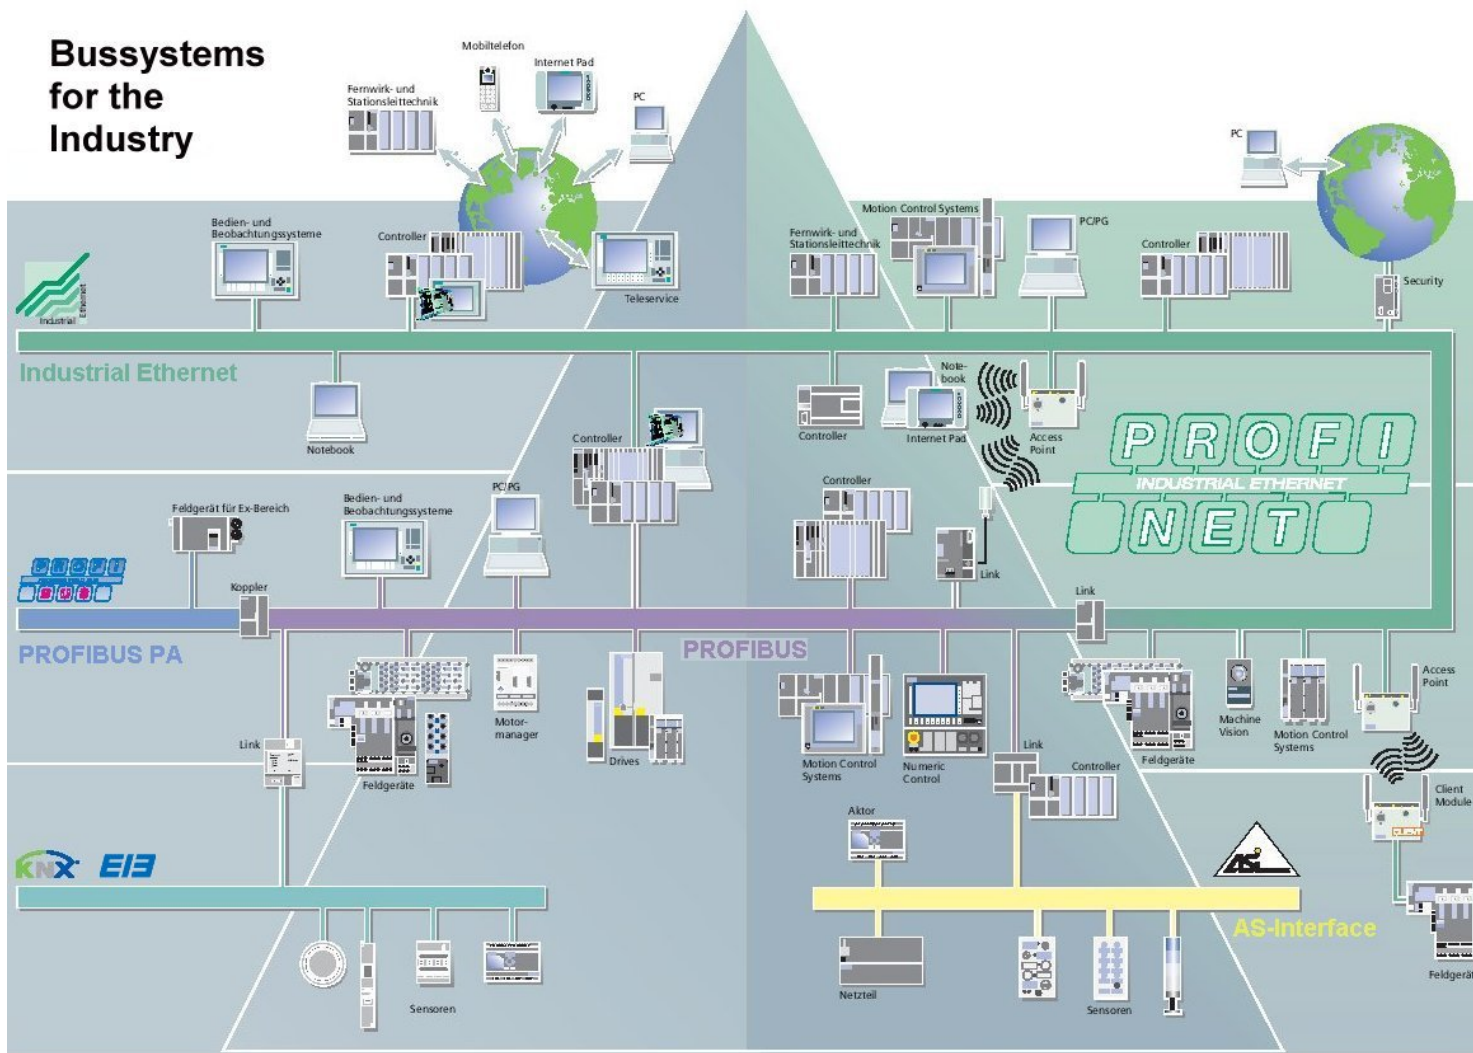 Bussystems
for the
Industry
Mobiltelefon
Internet Pad
Fernwirk- und
Stationsleittechnik
PC
PC
Bedien- und
Beobachtungssysteme
Controller
Teleservice
Fernwirk- und
Stationsleittechnik
Motion Control Systems
PC/PG
Controller
Security
Industrial
Ethernet
Industrial Ethernet
Notebook
Controller
Controller
Note-
book
Internet Pad
Access
Point
PROFI
INDUSTRIAL ETHERNET
NET
Feldgerät für Ex-Bereich
Bedien- und
Beobachtungssysteme
PC/PG
Controller
Link
Link
PROFI
BUS
Koppler
PROFIBUS PA
PROFIBUS
Link
Feldgeräte
Motor-
manager
Drives
Motion Control
Systems
Numeric
Control
Link
Controller
Feldgeräte
Machine
Vision
Motion Control
Systems
Access
Point
Client
Module
CLIENT
Aktor
KNX EIB
ASi
AS-Interface
Sensoren
Netzteil
Sensoren
Feldgerät